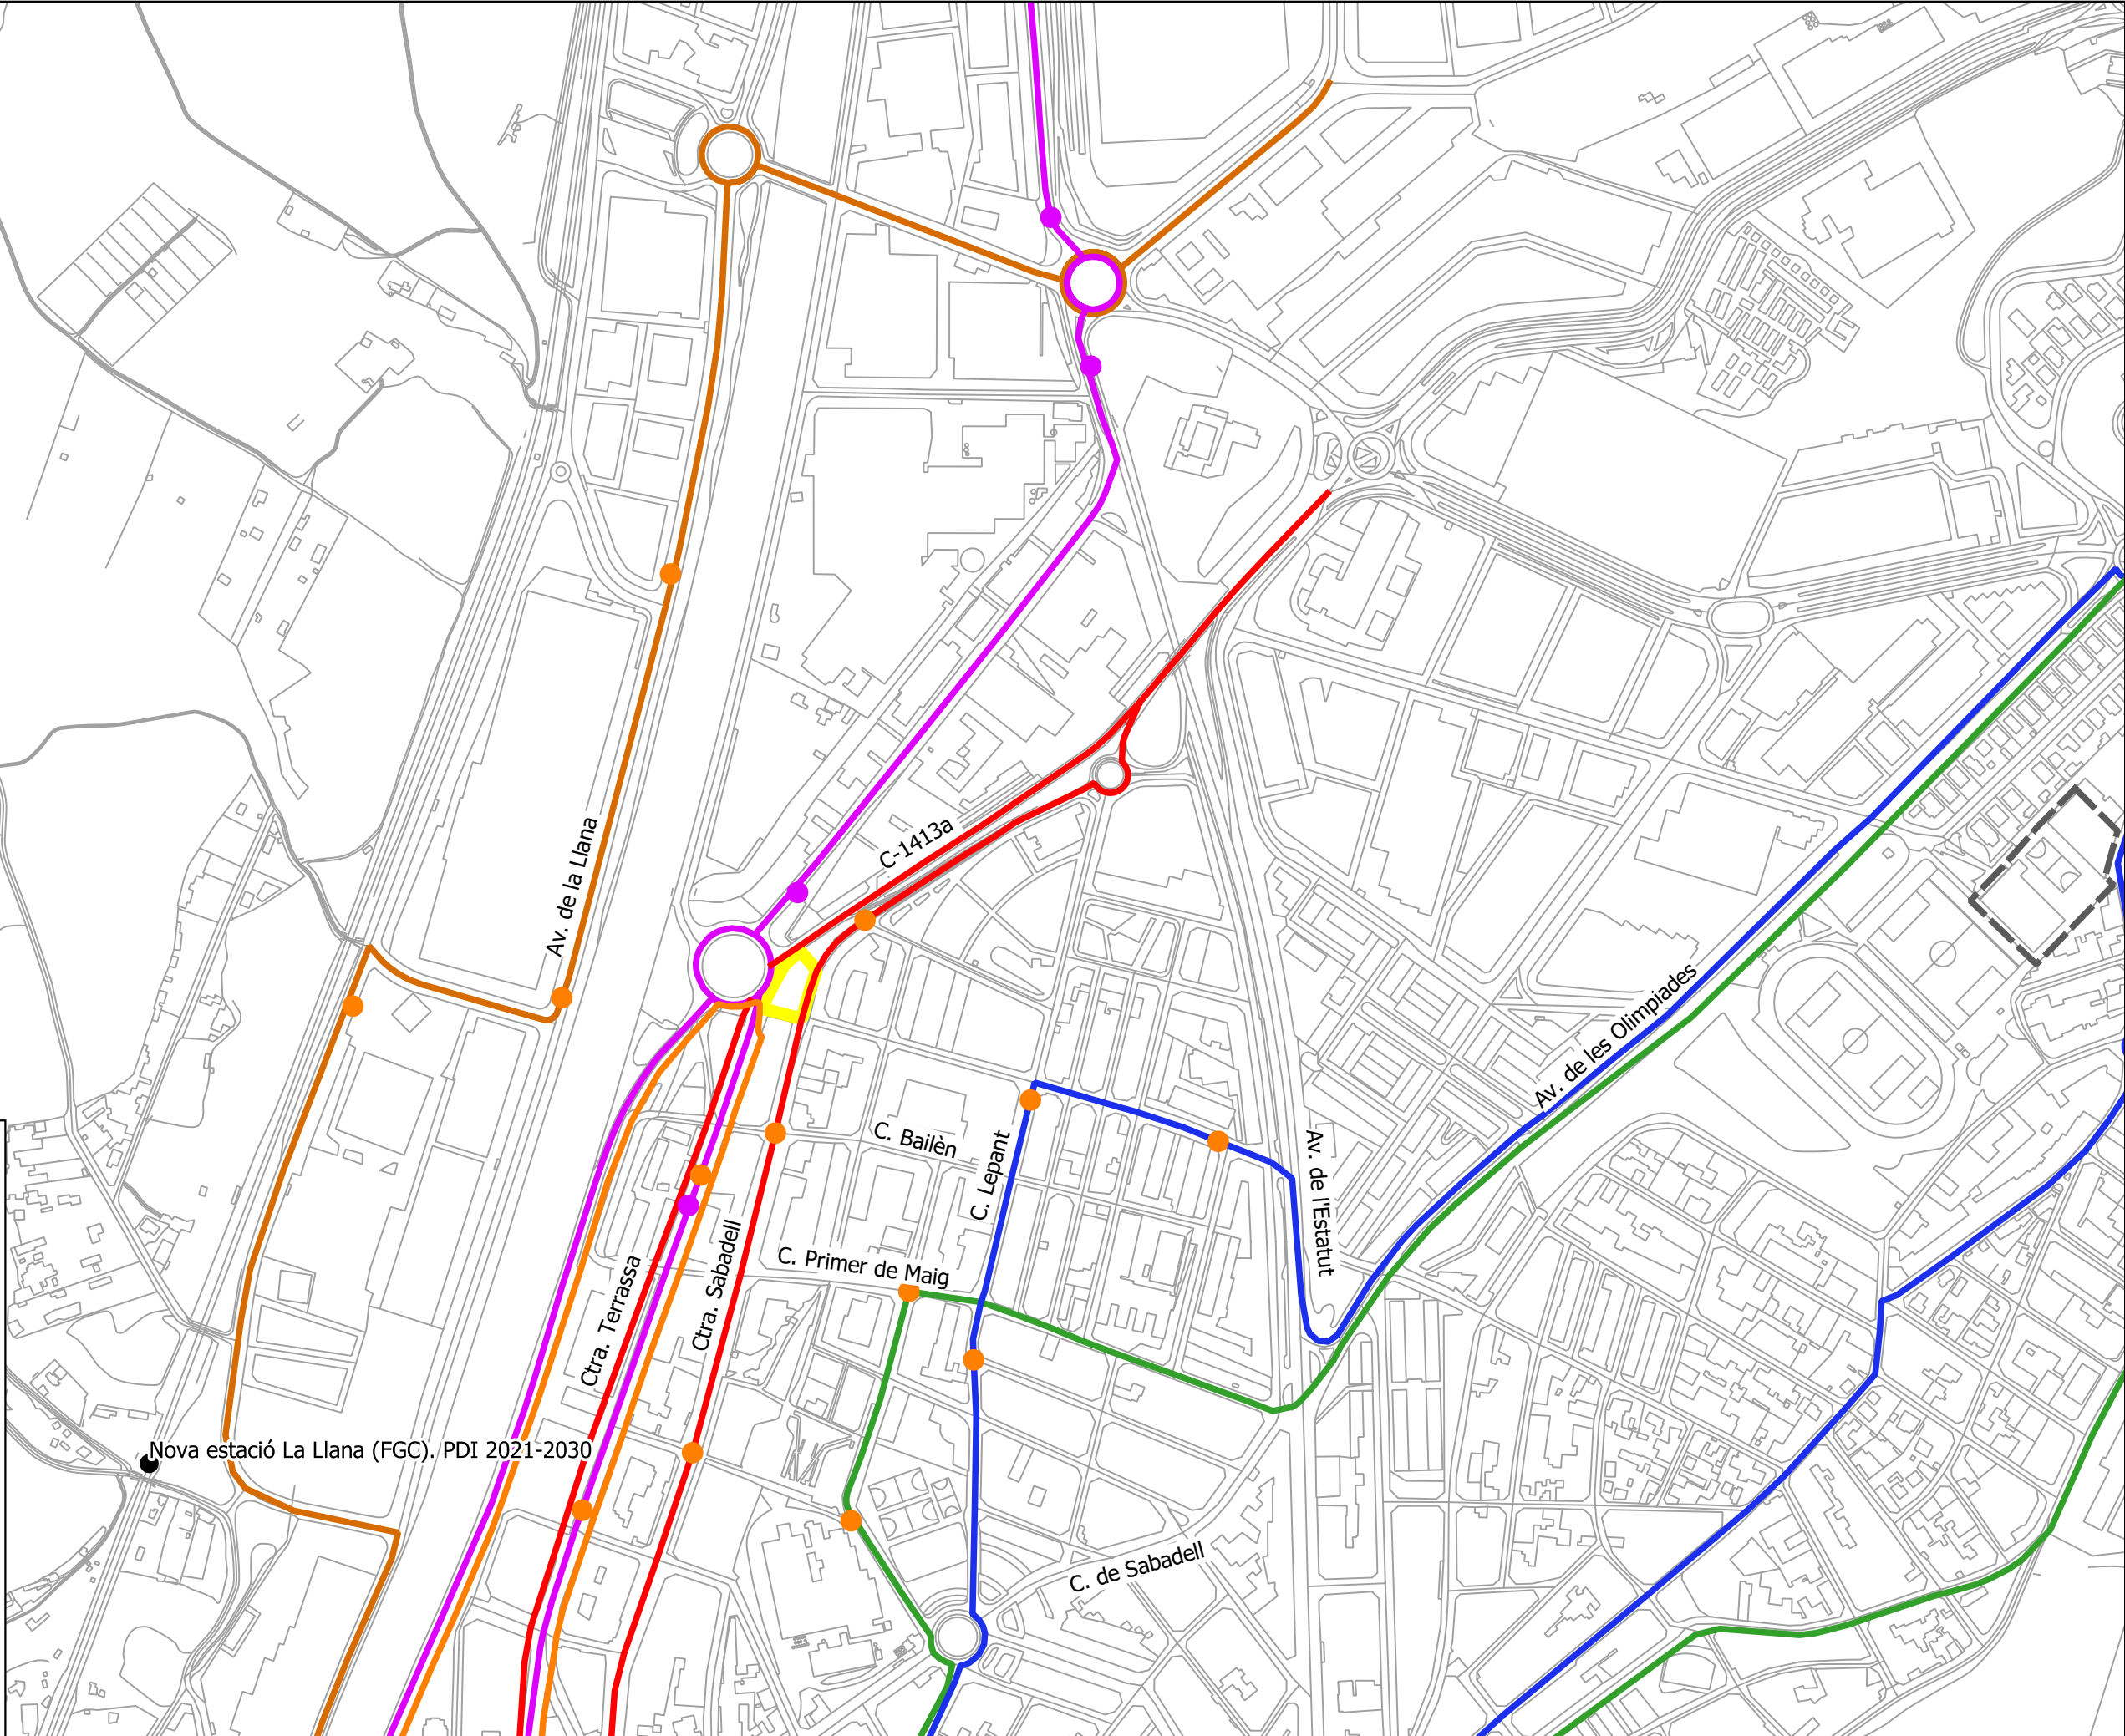 C-1413a
Av. de la Llana
Av. de les Olimpiades
C. Bailèn
C. Lepant
Av. de l'Estatut
C. Primer de Maig
Ctra. Terrassa
Ctra. Sabadell
Nova estació La Llana (FGC). PDI 2021-2030
C. de Sabadell